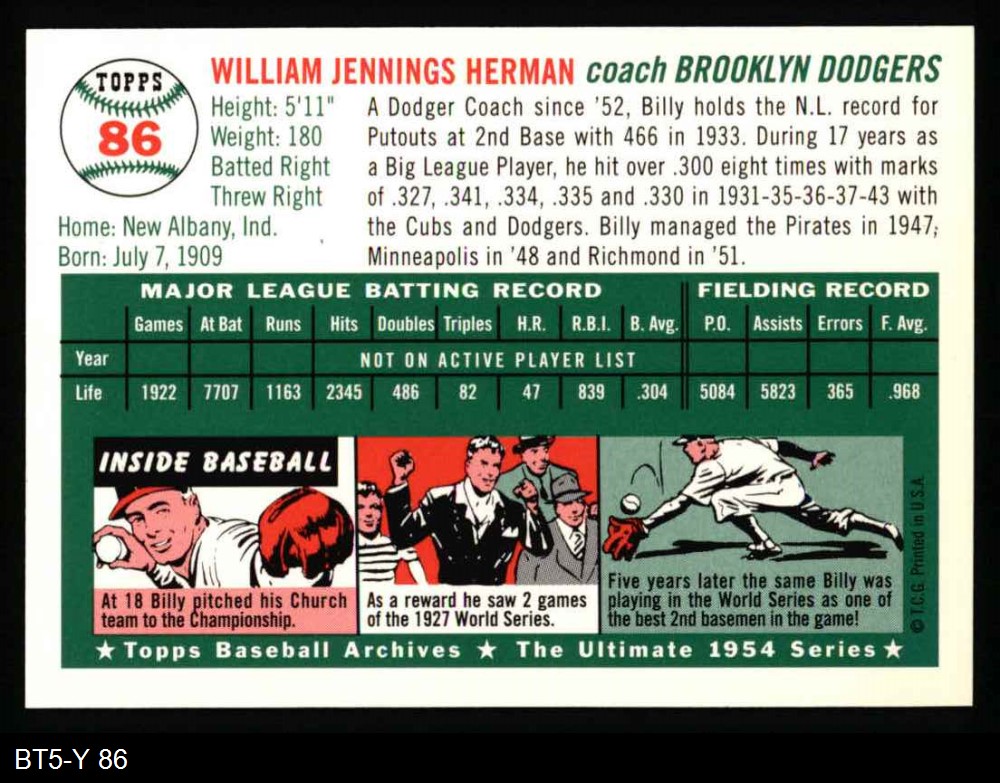 TOPPS
86
WILLIAM JENNINGS HERMAN coach BROOKLYN DODGERS
Height: 5'11"
Weight: 180
Batted Right
Threw Right
Home: New Albany, Ind.
Born: July 7, 1909
A Dodger Coach since '52, Billy holds the N.L. record for
Putouts at 2nd Base with 466 in 1933. During 17 years as
a Big League Player, he hit over .300 eight times with marks
of .327, .341, .334, .335 and .330 in 1931-35-36-37-43 with
the Cubs and Dodgers. Billy managed the Pirates in 1947;
Minneapolis in '48 and Richmond in '51.
MAJOR LEAGUE BATTING RECORD FIELDING RECORD
Games At Bat Runs Hits Doubles Triples H.R. R.B.I. B. Avg. P.O. Assists Errors F. Avg.
Year NOT ON ACTIVE PLAYER LIST
Life 1922 7707 1163 2345 486 82 47 839 .304 5084 5823 365 .968
INSIDE BASEBALL
At 18 Billy pitched his Church
team to the Championship.
As a reward he saw 2 games
of the 1927 World Series.
Five years later the same Billy was
playing in the World Series as one of
the best 2nd basemen in the game!
© T.C.G. Printed in U.S.A.
★ Topps Baseball Archives ★ The Ultimate 1954 Series ★
BT5-Y 86